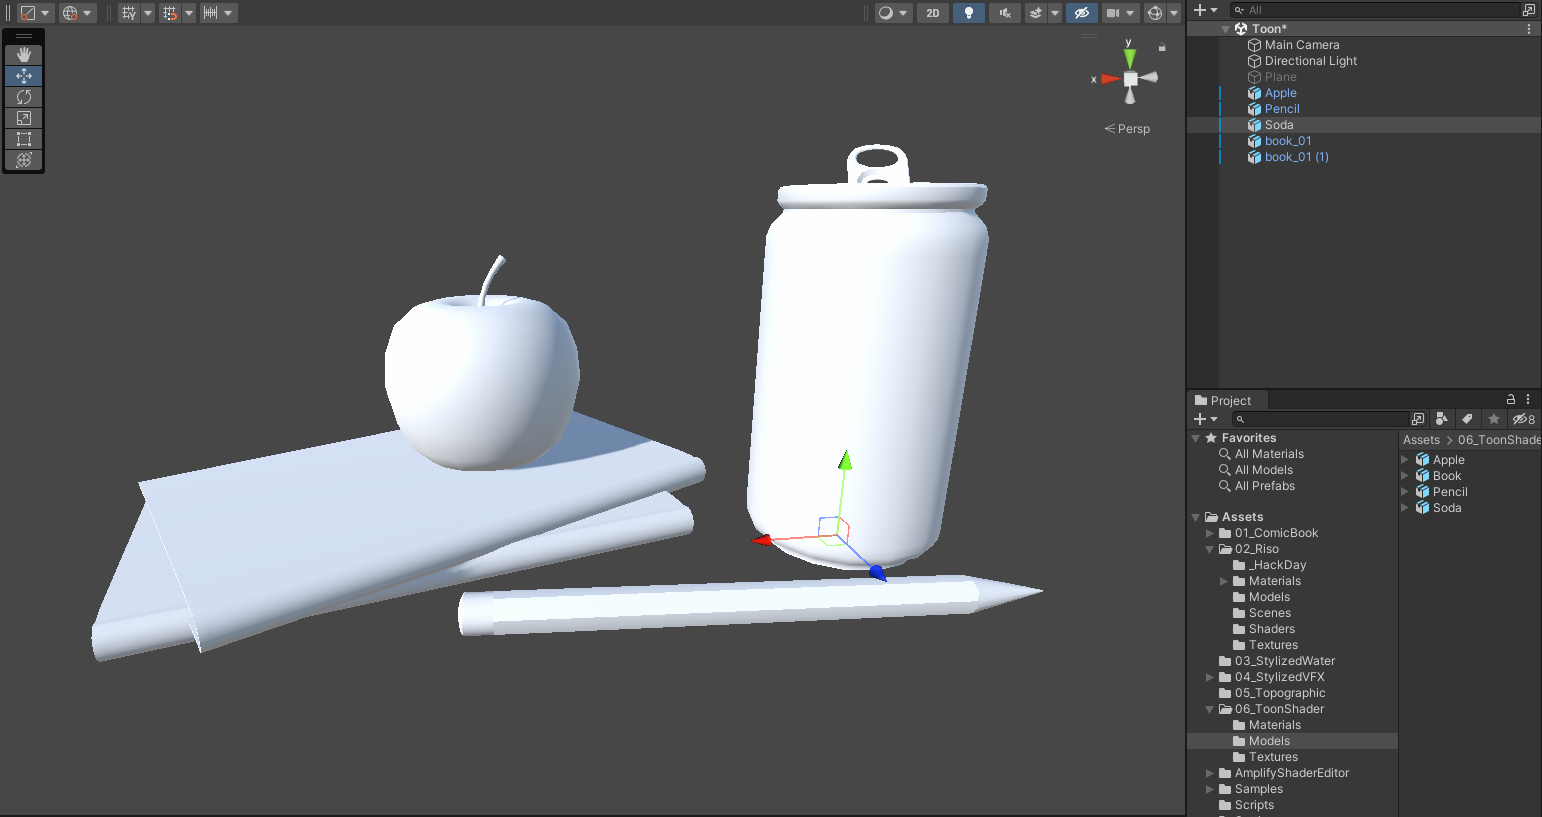 2D
All
Toon*
Main Camera
Directional Light
Plane
Apple
Pencil
Soda
book_01
book_01 (1)
y
x
Persp
Project
8
Favorites
All Materials
All Models
All Prefabs
Assets
01_ComicBook
02_Riso
_HackDay
Materials
Models
Scenes
Shaders
Textures
03_StylizedWater
04_StylizedVFX
05_Topographic
06_ToonShader
Materials
Models
Textures
AmplifyShaderEditor
Samples
Scripts
Assets > 06_ToonShade
Apple
Book
Pencil
Soda